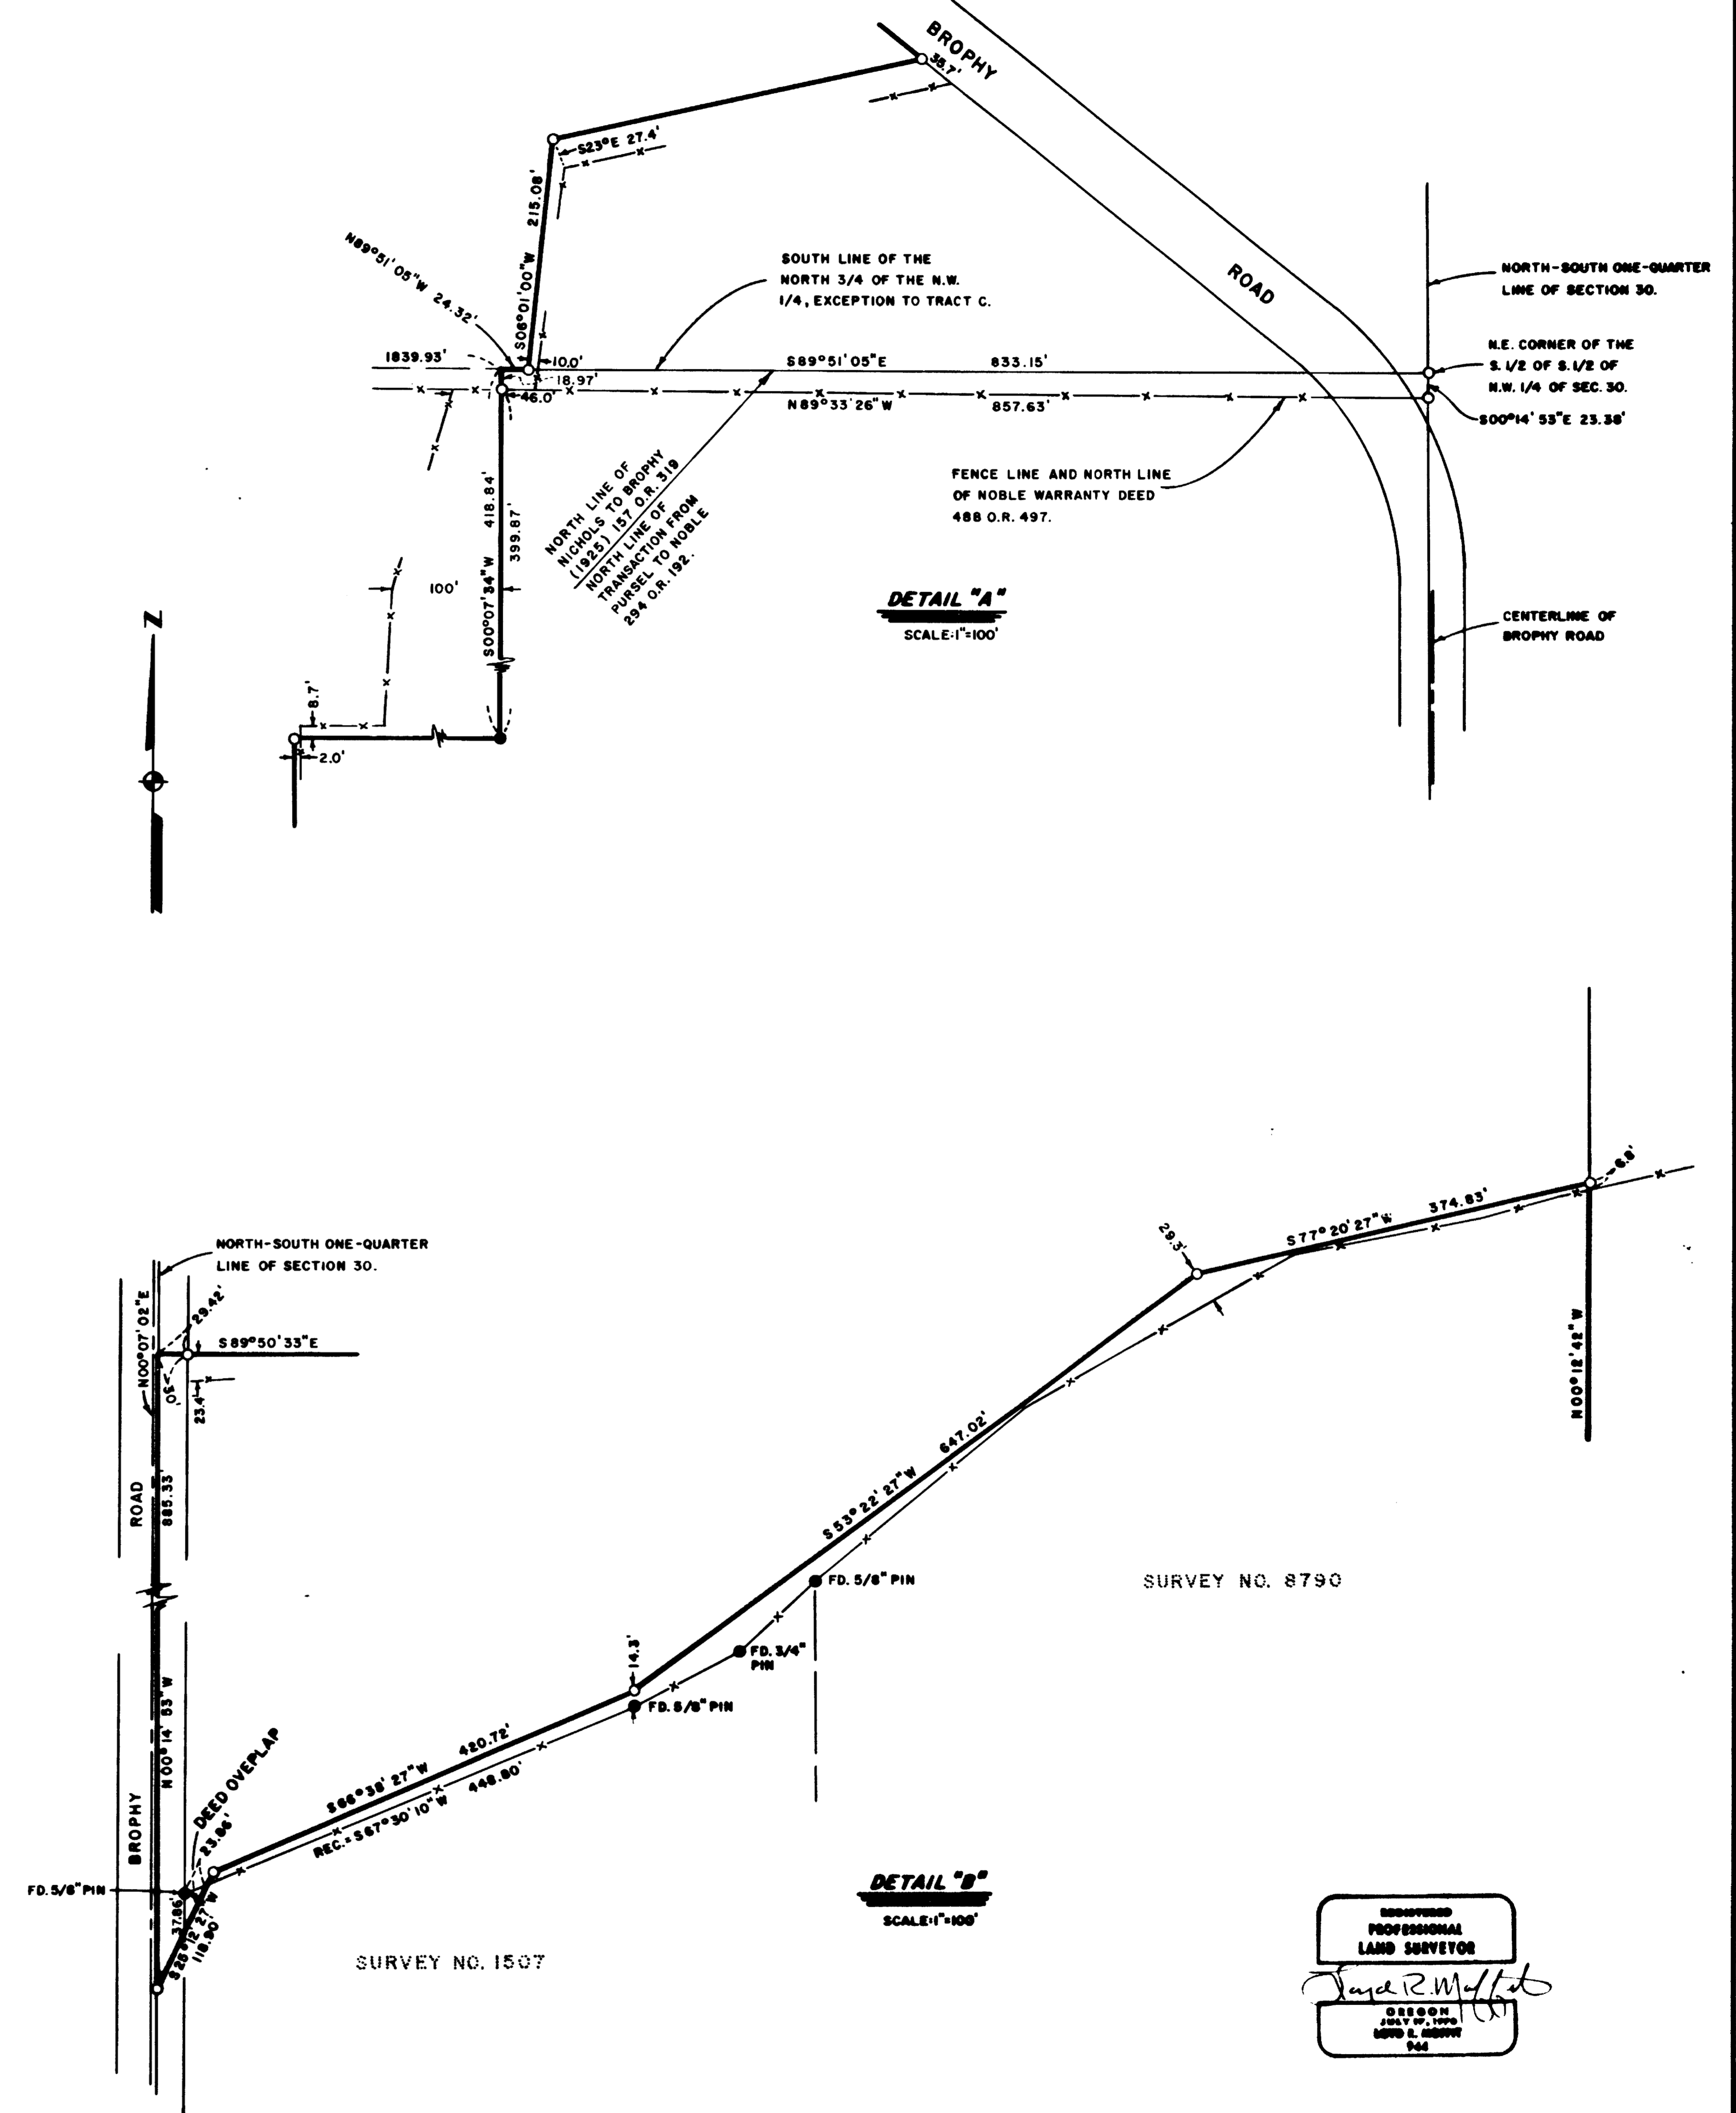 BROPHY
35.7'
S23°E 27.4'
215.08'
S06°01'00"W
N89°51'05"W 24.32'
SOUTH LINE OF THE
NORTH 3/4 OF THE N.W.
1/4, EXCEPTION TO TRACT C.
ROAD
NORTH-SOUTH ONE-QUARTER
LINE OF SECTION 30.
1839.93'
10.0'
S89°51'05"E 833.15'
18.97'
46.0'
N89°33'26"W 857.63'
N.E. CORNER OF THE
S. 1/2 OF S. 1/2 OF
N.W. 1/4 OF SEC. 30.
S00°14'53"E 23.38'
NORTH LINE OF
NICHOLS TO BROPHY
(1925) 157 O.R. 319
NORTH LINE OF
TRANSACTION FROM
PURSEL TO NOBLE
294 O.R. 192.
FENCE LINE AND NORTH LINE
OF NOBLE WARRANTY DEED
488 O.R. 497.
S00°07'34"W 418.84'
399.87'
100'
DETAIL "A"
SCALE:1"=100'
CENTERLINE OF
BROPHY ROAD
N
8.7'
2.0'
6.8'
374.83'
S77°20'27"W
29.3'
N00°12'42"W
NORTH-SOUTH ONE-QUARTER
LINE OF SECTION 30.
29.42'
N00°07'02"E
S89°50'33"E
30'
23.4'
ROAD
885.33'
647.02'
S53°22'27"W
FD. 5/8" PIN
SURVEY NO. 8790
FD. 3/4"
PIN
14.3'
FD. 5/8" PIN
N00°14'53"W
420.72'
S66°38'27"W
448.80'
REC.=S67°30'10"W
DEED OVEPLAP
23.86'
BROPHY
FD. 5/8" PIN
37.86'
118.90'
DETAIL "B"
SCALE:1"=100'
SURVEY NO. 1507
REGISTERED
PROFESSIONAL
LAND SURVEYOR
OREGON
944